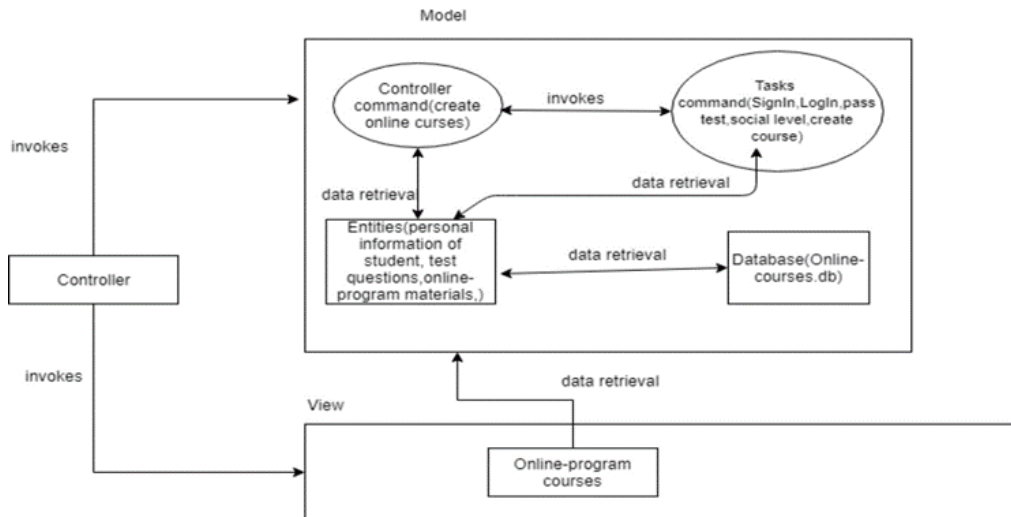 Model
Controller
command(create
online curses)
invokes
Tasks
command(SignIn,LogIn,pass
test,social level,create
course)
invokes
data retrieval
data retrieval
Entities(personal
information of
student, test
questions,online-
program materials,)
data retrieval
Database(Online-
courses.db)
Controller
invokes
data retrieval
View
Online-program
courses